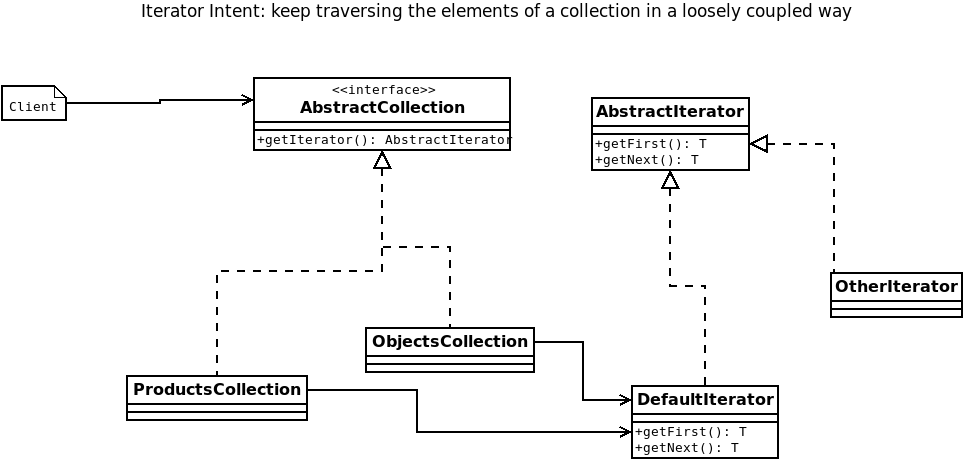 Iterator Intent: keep traversing the elements of a collection in a loosely coupled way
Client
<<interface>>
AbstractCollection
+getIterator(): AbstractIterator
AbstractIterator
+getFirst(): T
+getNext(): T
OtherIterator
ObjectsCollection
ProductsCollection
DefaultIterator
+getFirst(): T
+getNext(): T